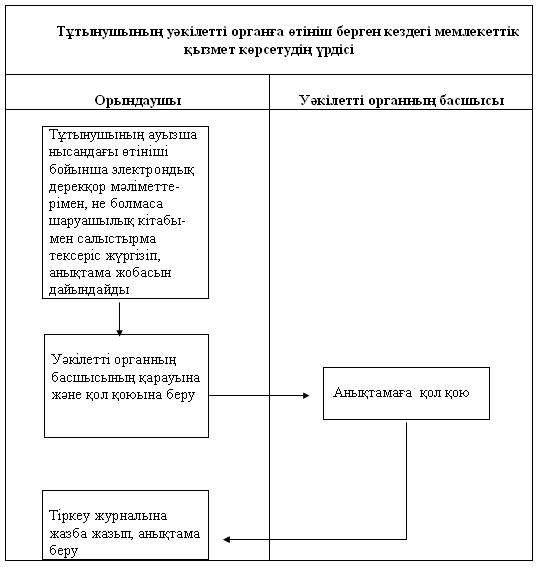 Тұтынушының уәкілетті органға өтініш берген кездегі мемлекеттік
қызмет көрсетудің үрдісі
Орындаушы
Уәкілетті органның басшысы
Тұтынушының ауызша
нысандағы өтініші
бойынша электрондық
дерекқор мәліметте-
рімен, не болмаса
шаруашылық кітабы-
мен салыстырма
тексеріс жүргізіп,
анықтама жобасын
дайындайды
Уәкілетті органның
басшысының қарауына
және қол қоюына беру
Анықтамаға қол қою
Тіркеу журналына
жазба жазып, анықтама
беру